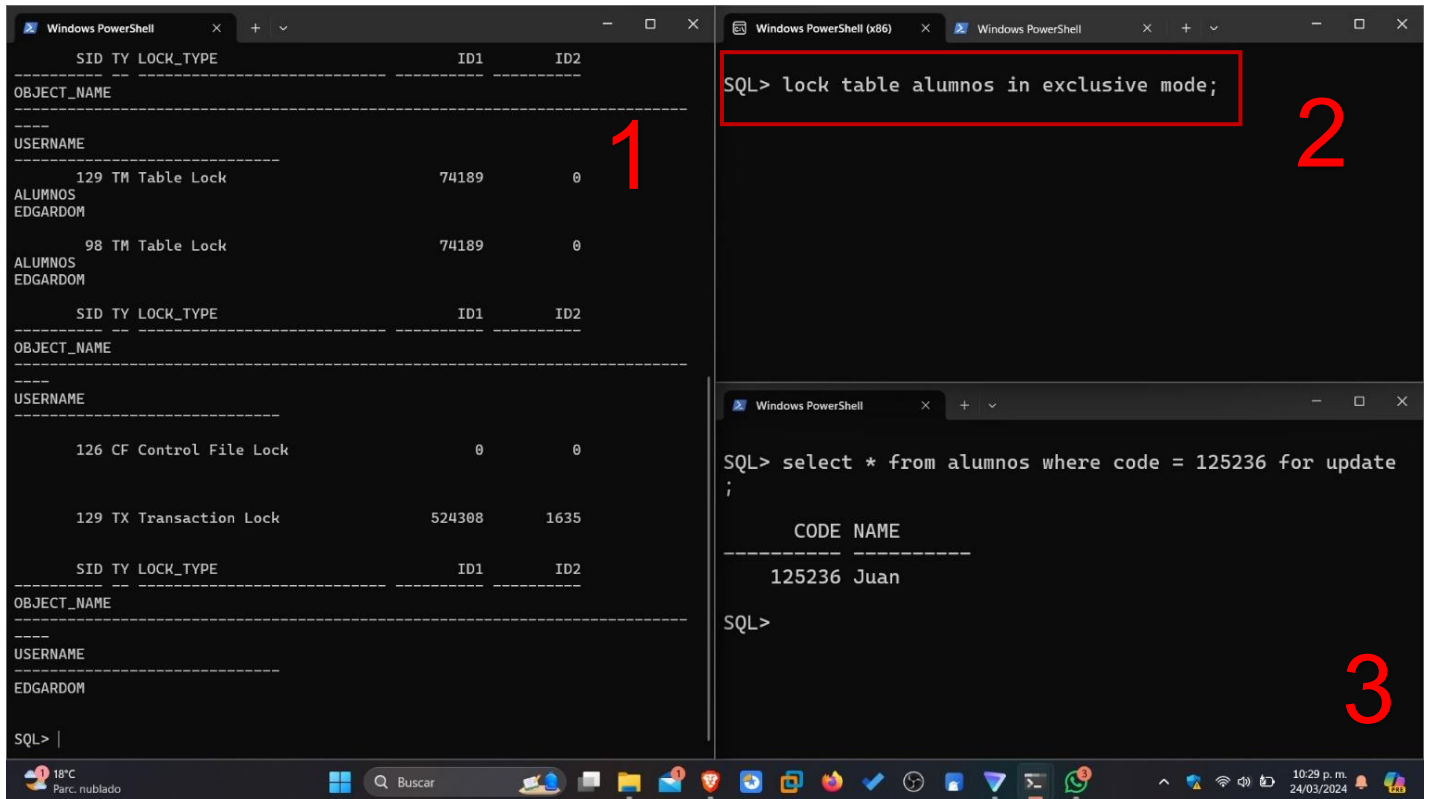 Windows PowerShell
SID TY LOCK_TYPE ID1 ID2
---------- -- ---------------------------- ---------- ----------
OBJECT_NAME
----------------------------------------------------------------------------
----
USERNAME
------------------------------
129 TM Table Lock 74189 0
ALUMNOS
EDGARDOM
98 TM Table Lock 74189 0
ALUMNOS
EDGARDOM
SID TY LOCK_TYPE ID1 ID2
---------- -- ---------------------------- ---------- ----------
OBJECT_NAME
----------------------------------------------------------------------------
----
USERNAME
------------------------------
126 CF Control File Lock 0 0
129 TX Transaction Lock 524308 1635
SID TY LOCK_TYPE ID1 ID2
---------- -- ---------------------------- ---------- ----------
OBJECT_NAME
----------------------------------------------------------------------------
----
USERNAME
------------------------------
EDGARDOM
SQL>
1
Windows PowerShell (x86)
Windows PowerShell
SQL> lock table alumnos in exclusive mode;
2
Windows PowerShell
SQL> select * from alumnos where code = 125236 for update
;
CODE NAME
---------- ----------
125236 Juan
SQL>
3
1
18°C
Parc. nublado
Buscar
1
3
10:29 p. m.
24/03/2024
PRE